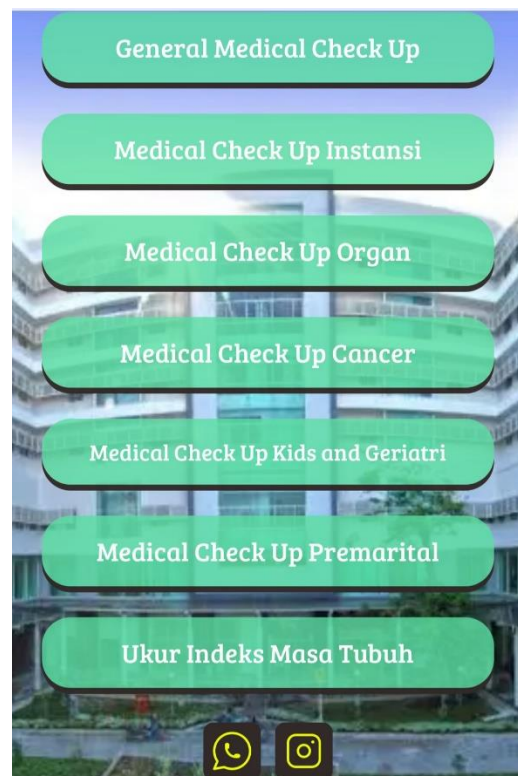 General Medical Check Up
Medical Check Up Instansi
Medical Check Up Organ
Medical Check Up Cancer
Medical Check Up Kids and Geriatri
Medical Check Up Premarital
Ukur Indeks Masa Tubuh